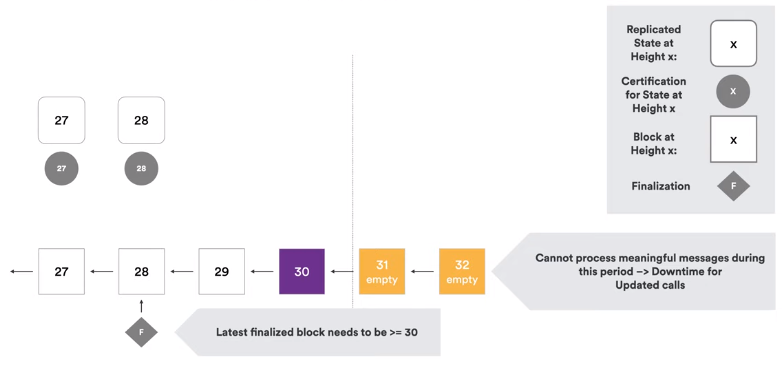 Replicated
State at
Height x:
X
Certification
for State at
Height x
X
Block at
Height x:
X
Finalization
F
27
28
27
28
27
28
29
30
31
empty
32
empty
Cannot process meaningful messages during
this period –> Downtime for
Updated calls
F
Latest finalized block needs to be >= 30